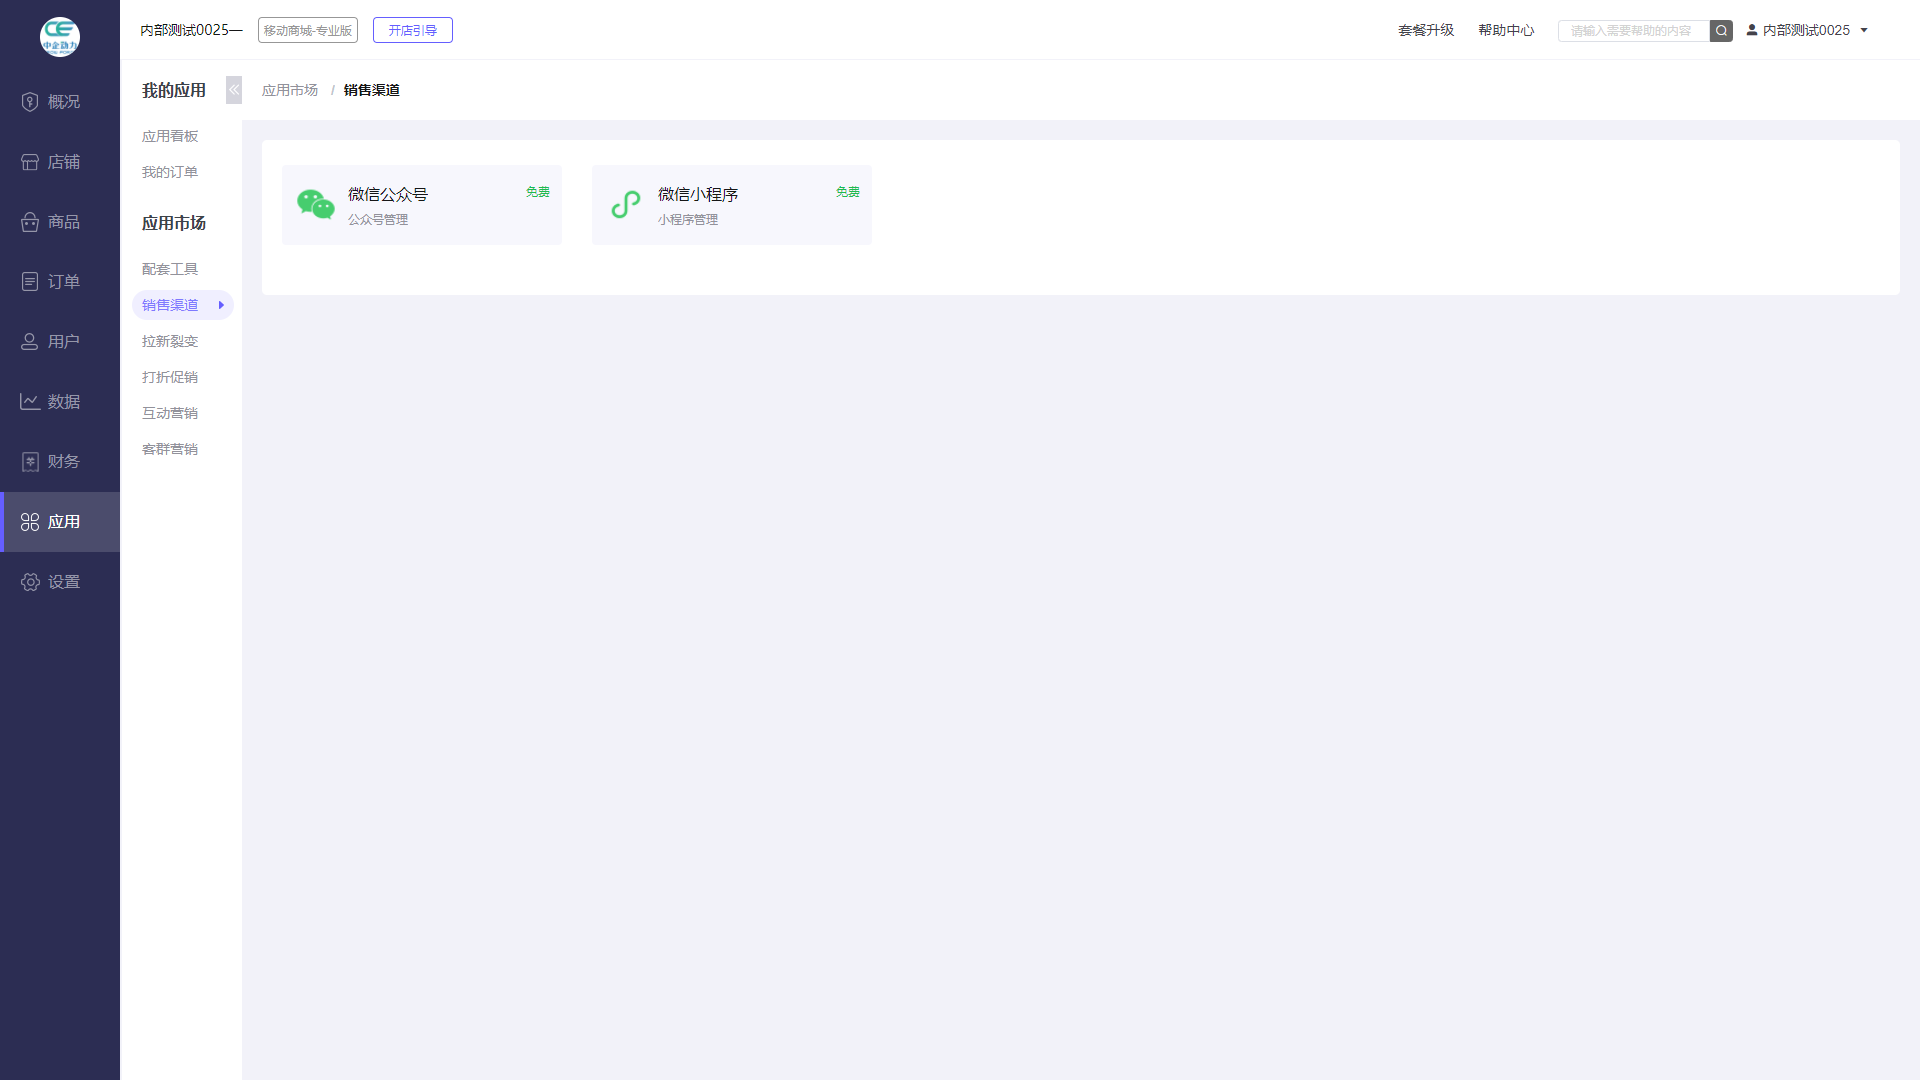 中企动力
内部测试0025一
移动商城-专业版
开店引导
套餐升级
帮助中心
请输入需要帮助的内容
内部测试0025
概况
店铺
商品
订单
用户
数据
财务
应用
设置
我的应用
应用看板
我的订单
应用市场
配套工具
销售渠道
拉新裂变
打折促销
互动营销
客群营销
应用市场 / 销售渠道
微信公众号
免费
公众号管理
微信小程序
免费
小程序管理